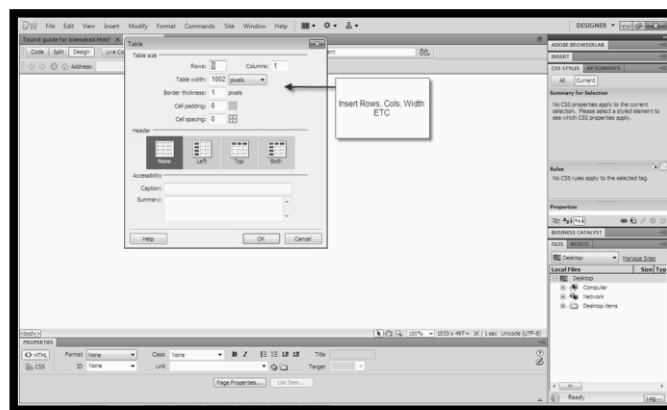 DW File Edit View Insert Modify Format Commands Site Window Help
DESIGNER
Tourist guide for Islamabad.html* x
Code Split Design Live Co
Address:
Table
Table size
Rows:
Columns: 1
Table width: 1002 pixels
Border thickness: 1 pixels
Cell padding: 0
Cell spacing: 0
Header
None Left Top Both
Accessibility
Caption:
Summary:
Help OK Cancel
Insert Rows, Cols, Width
ETC
ADOBE BROWSERLAB
INSERT
CSS STYLES AP ELEMENTS
All Current
Summary for Selection
No CSS properties apply to the current
selection. Please select a styled element to
see which CSS properties apply.
Rules
No CSS rules apply to the selected tag.
Properties
BUSINESS CATALYST
FILES ASSETS
Desktop Manage Sites
Local Files Size Typ
Desktop
Computer
Network
Desktop items
Ready Log...
<body>
100% 1033 x 497 1K / 1 sec Unicode (UTF-8)
PROPERTIES
HTML Format None Class None B I Title
CSS ID None Link Target
Page Properties... List Item...